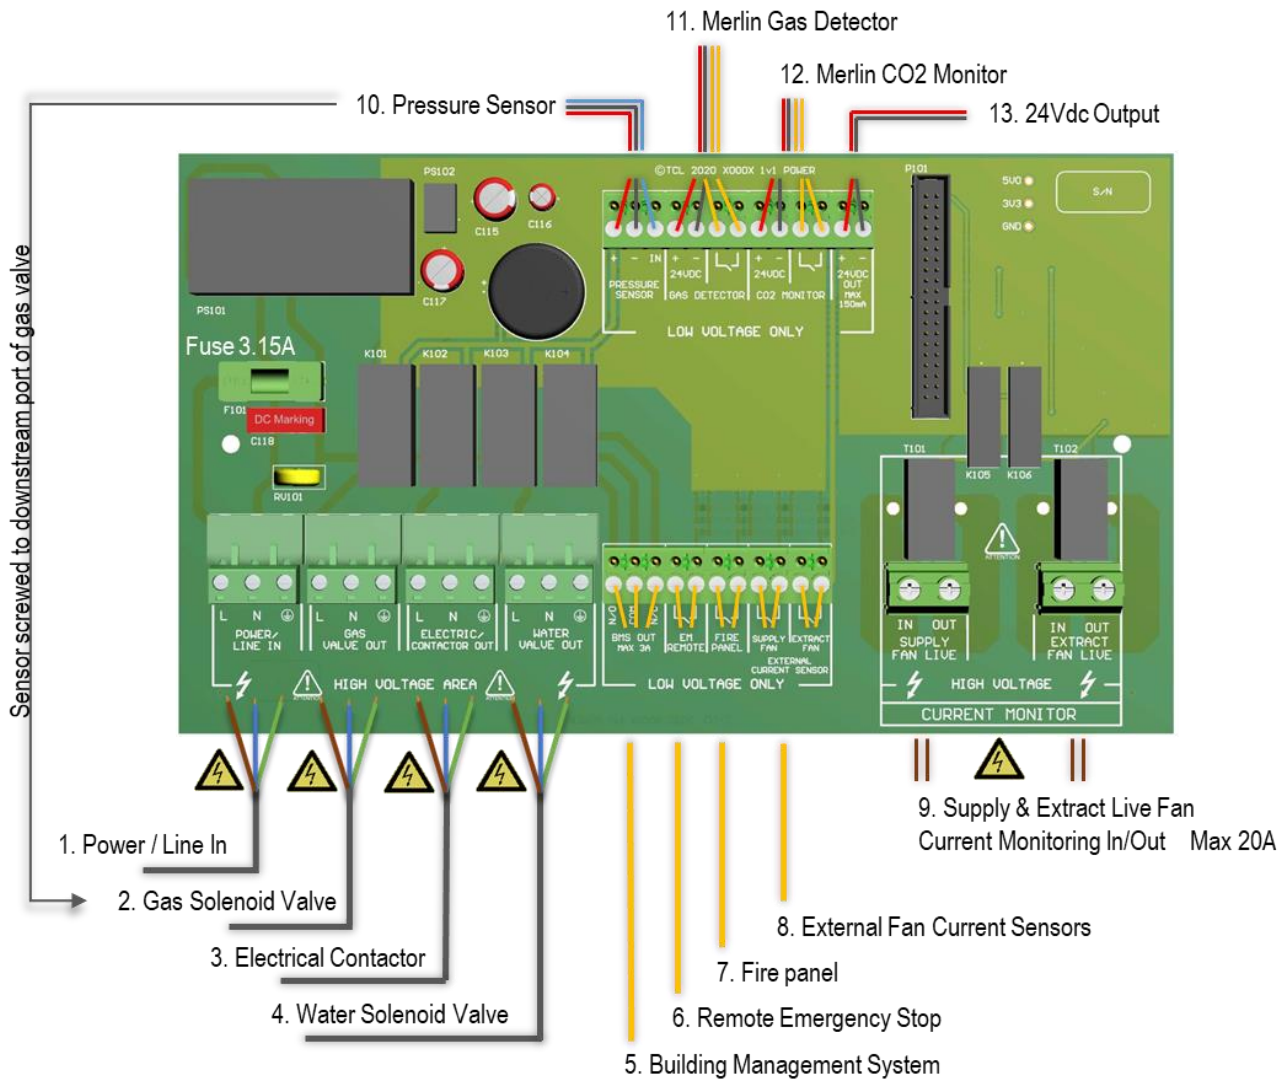 11. Merlin Gas Detector
12. Merlin CO2 Monitor
10. Pressure Sensor
13. 24Vdc Output
Sensor screwed to downstream port of gas valve
©TCL 2020 X000X 1v1 POWER
PS102
C115
C116
C117
PS101
P101
5V0
3V3
GND
S/N
+ − IN
PRESSURE
SENSOR
+ −
24VDC
GAS DETECTOR
+ −
24VDC
CO2 MONITOR
+ −
24VDC
OUT
MAX
150mA
LOW VOLTAGE ONLY
Fuse 3.15A
F101
DC Marking
C118
RV101
K101
K102
K103
K104
T101
K105
K106
T102
ATTENTION
L N
POWER/
LINE IN
L N
GAS
VALVE OUT
L N
ELECTRIC/
CONTACTOR OUT
L N
WATER
VALVE OUT
HIGH VOLTAGE AREA
N/O COM N/C
BMS OUT
MAX 3A
EM
REMOTE
FIRE
PANEL
SUPPLY
FAN
EXTRACT
FAN
EXTERNAL
CURRENT SENSOR
LOW VOLTAGE ONLY
IN OUT
SUPPLY
FAN LIVE
IN OUT
EXTRACT
FAN LIVE
HIGH VOLTAGE
CURRENT MONITOR
1. Power / Line In
2. Gas Solenoid Valve
3. Electrical Contactor
4. Water Solenoid Valve
9. Supply & Extract Live Fan
Current Monitoring In/Out Max 20A
8. External Fan Current Sensors
7. Fire panel
6. Remote Emergency Stop
5. Building Management System